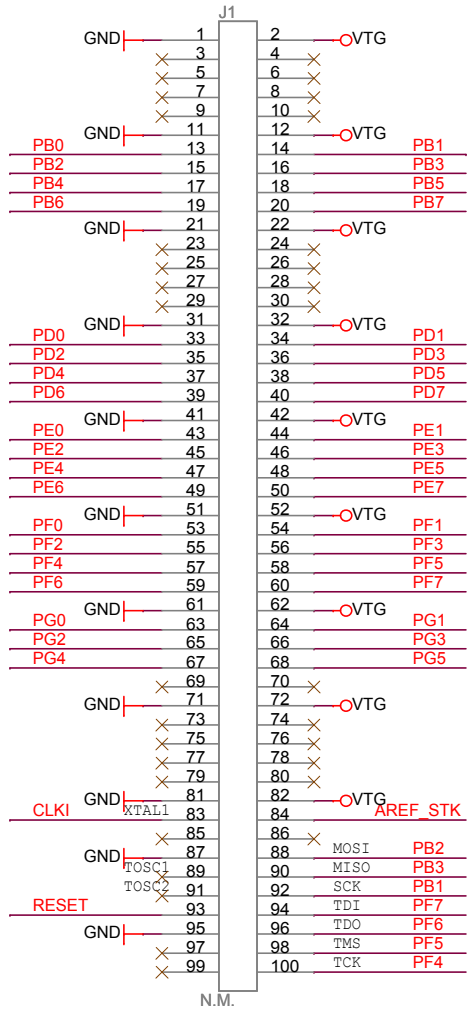 J1
GND 1 2 VTG
3 4
5 6
7 8
9 10
GND 11 12 VTG
PB0 13 14 PB1
PB2 15 16 PB3
PB4 17 18 PB5
PB6 19 20 PB7
GND 21 22 VTG
23 24
25 26
27 28
29 30
GND 31 32 VTG
PD0 33 34 PD1
PD2 35 36 PD3
PD4 37 38 PD5
PD6 39 40 PD7
GND 41 42 VTG
PE0 43 44 PE1
PE2 45 46 PE3
PE4 47 48 PE5
PE6 49 50 PE7
GND 51 52 VTG
PF0 53 54 PF1
PF2 55 56 PF3
PF4 57 58 PF5
PF6 59 60 PF7
GND 61 62 VTG
PG0 63 64 PG1
PG2 65 66 PG3
PG4 67 68 PG5
69 70
GND 71 72 VTG
73 74
75 76
77 78
79 80
GND 81 82 VTG
CLKI XTAL1 83 84 AREF_STK
85 86
GND 87 88 MOSI PB2
TOSC1 89 90 MISO PB3
TOSC2 91 92 SCK PB1
RESET 93 94 TDI PF7
GND 95 96 TDO PF6
97 98 TMS PF5
99 100 TCK PF4
N.M.